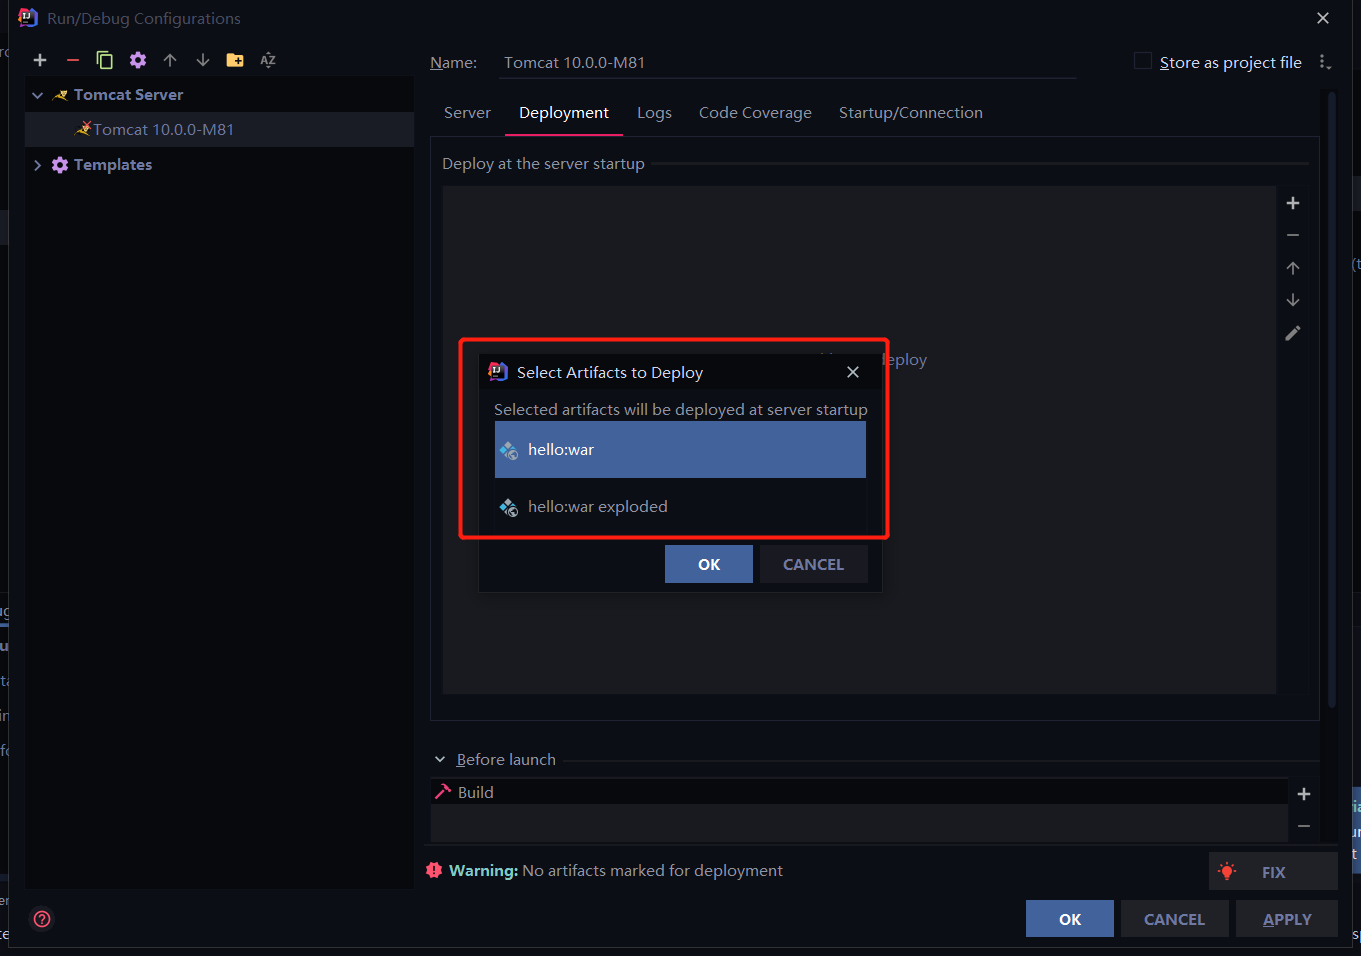 Run/Debug Configurations
Name: Tomcat 10.0.0-M81
Store as project file
Tomcat Server
Tomcat 10.0.0-M81
Templates
Server Deployment Logs Code Coverage Startup/Connection
Deploy at the server startup
eploy
Select Artifacts to Deploy
Selected artifacts will be deployed at server startup
hello:war
hello:war exploded
OK CANCEL
Before launch
Build
Warning: No artifacts marked for deployment
FIX
OK CANCEL APPLY